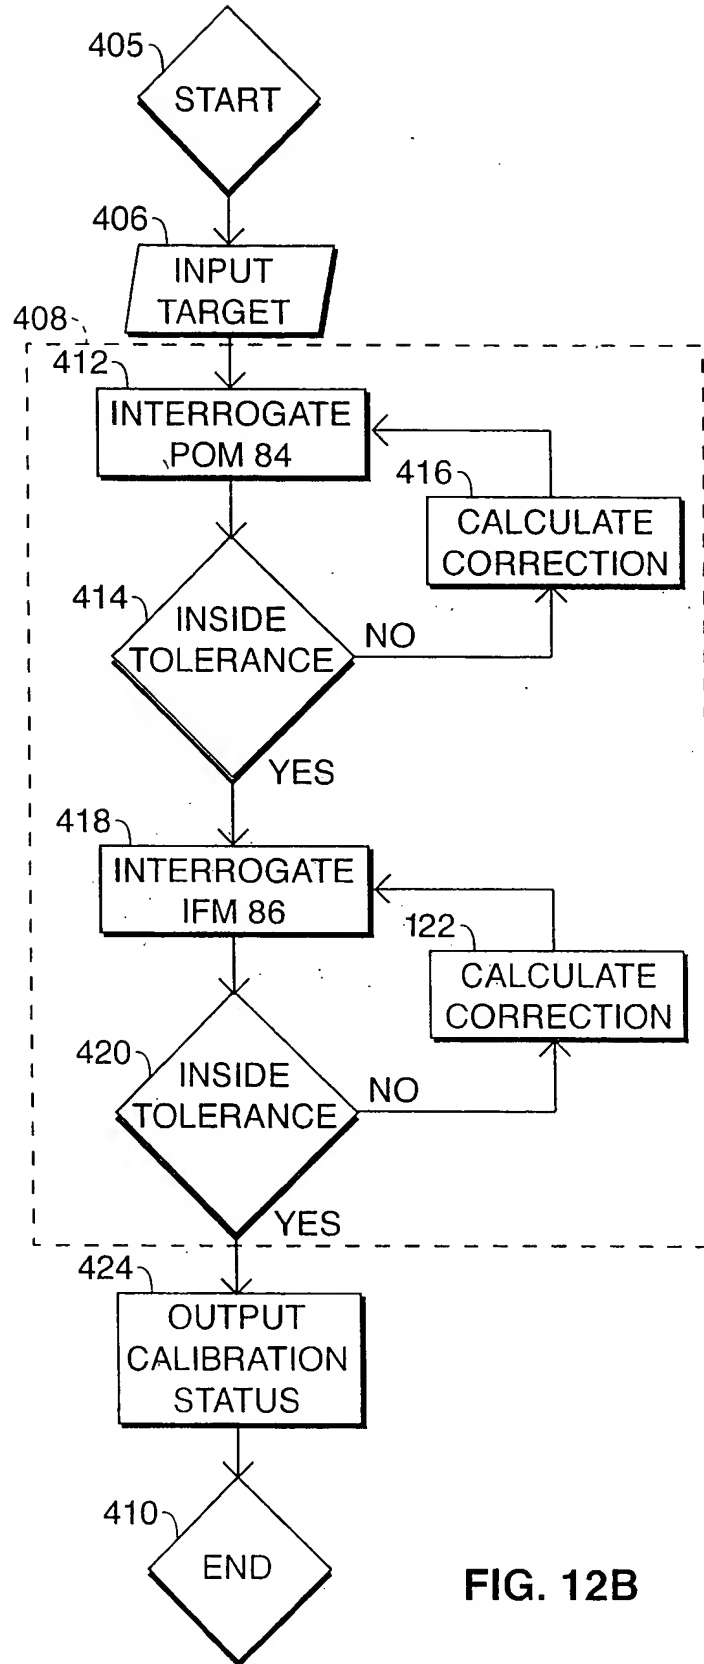 405
START
406
INPUT
TARGET
408
412
INTERROGATE
POM 84
416
CALCULATE
CORRECTION
414
INSIDE
TOLERANCE
NO
YES
418
INTERROGATE
IFM 86
122
CALCULATE
CORRECTION
420
INSIDE
TOLERANCE
NO
YES
424
OUTPUT
CALIBRATION
STATUS
410
END
FIG. 12B